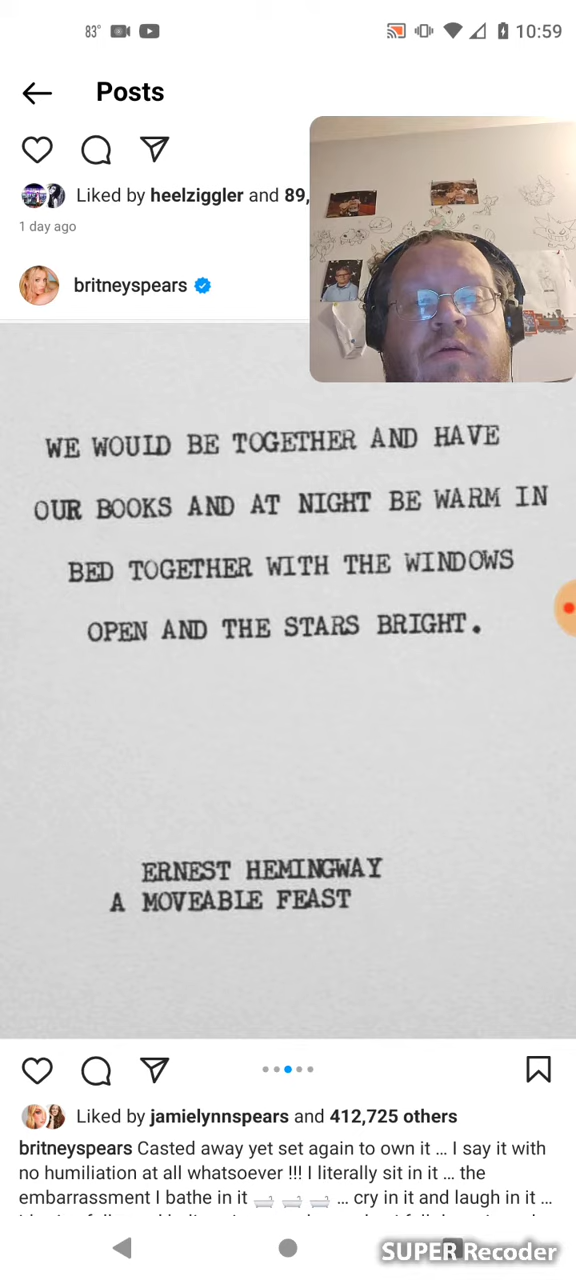 83°
10:59
Posts
Liked by heelziggler and 89,
1 day ago
britneyspears
WE WOULD BE TOGETHER AND HAVE
OUR BOOKS AND AT NIGHT BE WARM IN
BED TOGETHER WITH THE WINDOWS
OPEN AND THE STARS BRIGHT.
ERNEST HEMINGWAY
A MOVEABLE FEAST
Liked by jamielynnspears and 412,725 others
britneyspears Casted away yet set again to own it … I say it with
no humiliation at all whatsoever !!! I literally sit in it … the
embarrassment I bathe in it 🛁 🛁 🛁 … cry in it and laugh in it …
SUPER Recoder